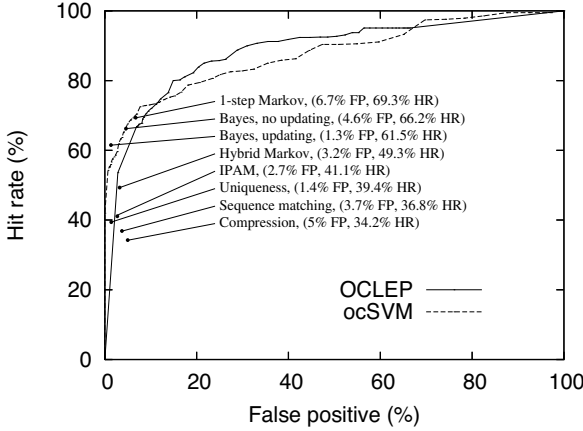 100
80
60
40
20
0
0
20
40
60
80
100
Hit rate (%)
False positive (%)
1-step Markov, (6.7% FP, 69.3% HR)
Bayes, no updating, (4.6% FP, 66.2% HR)
Bayes, updating, (1.3% FP, 61.5% HR)
Hybrid Markov, (3.2% FP, 49.3% HR)
IPAM, (2.7% FP, 41.1% HR)
Uniqueness, (1.4% FP, 39.4% HR)
Sequence matching, (3.7% FP, 36.8% HR)
Compression, (5% FP, 34.2% HR)
OCLEP
ocSVM